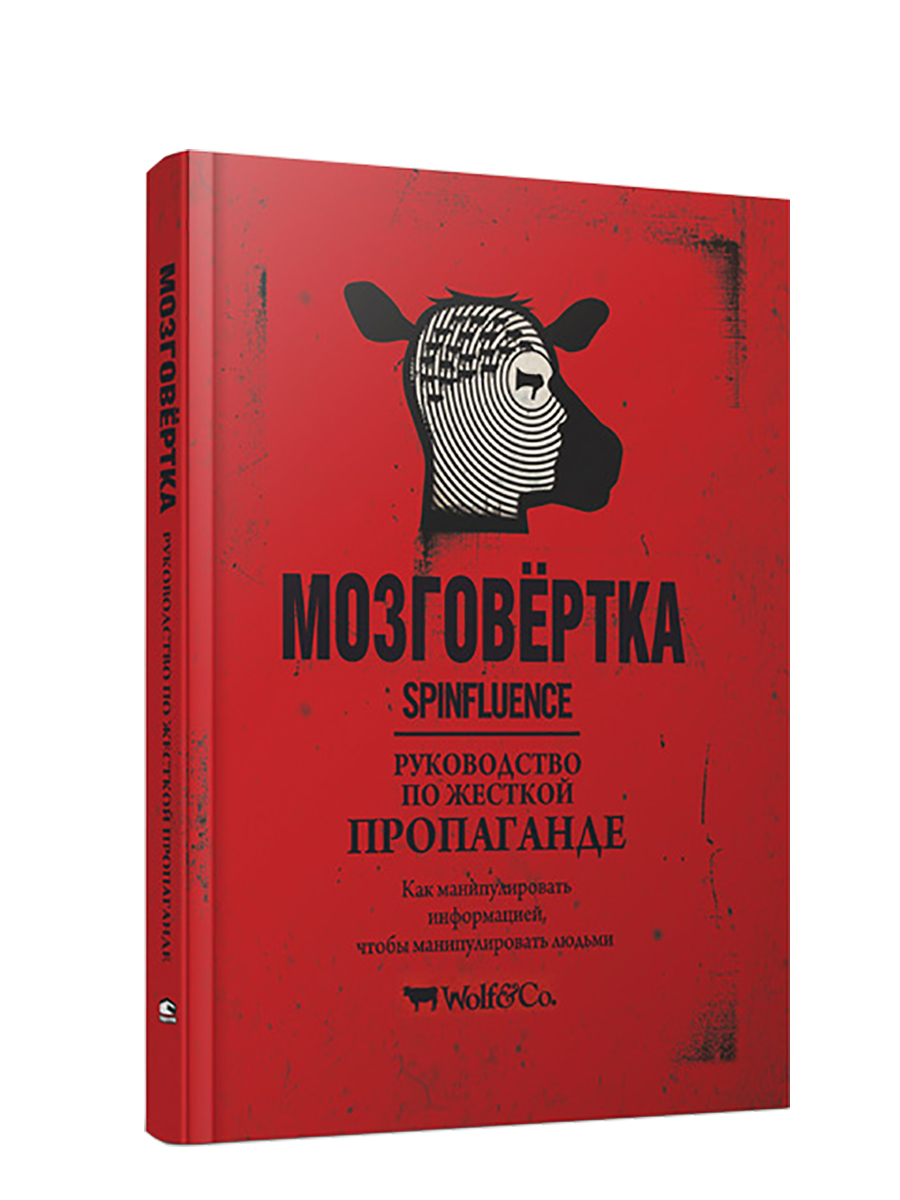 МОЗГОВЁРТКА
SPINFLUENCE
РУКОВОДСТВО
ПО ЖЕСТКОЙ
ПРОПАГАНДЕ
Как манипулировать
информацией,
чтобы манипулировать людьми
Wolf&Co.
МОЗГОВЁРТКА РУКОВОДСТВО ПО ЖЕСТКОЙ ПРОПАГАНДЕ